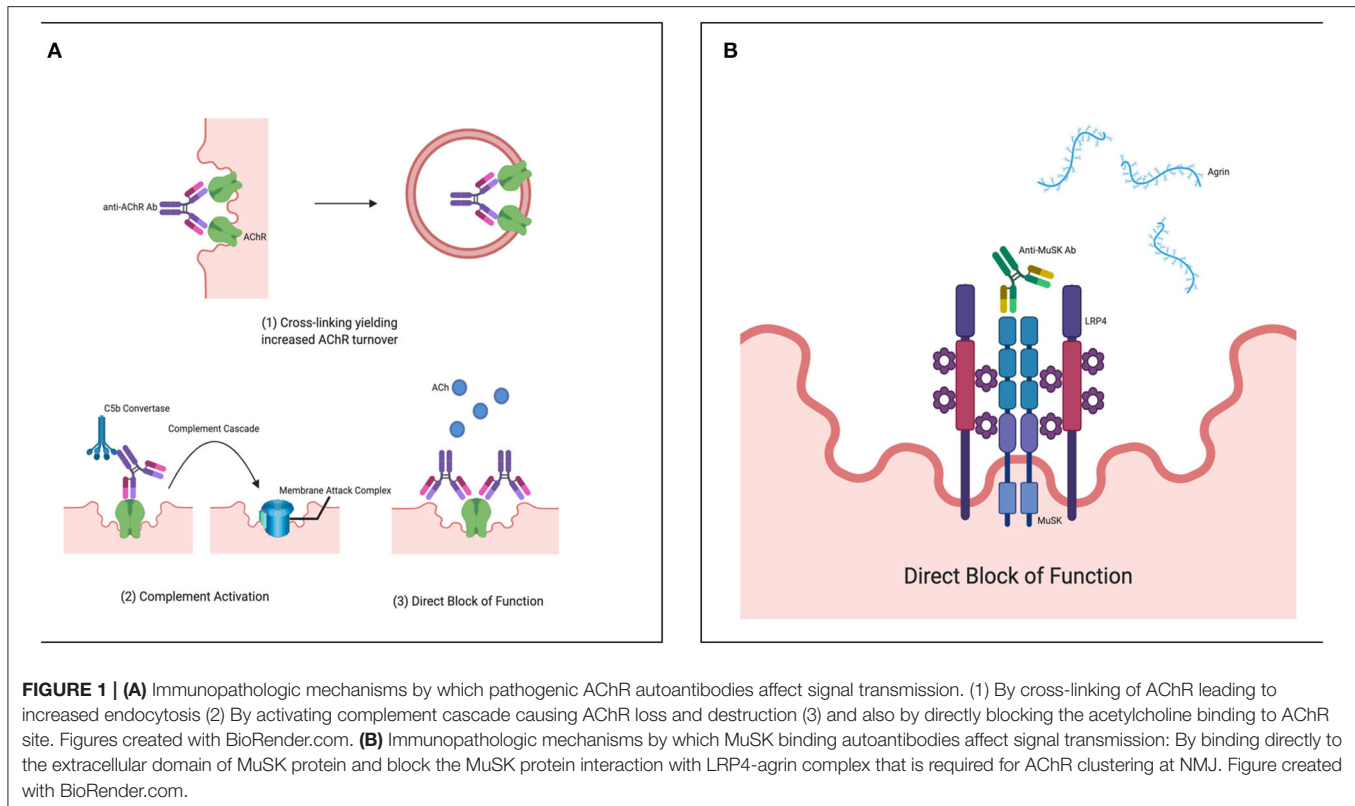 A
anti-AChR Ab
AChR
(1) Cross-linking yielding
increased AChR turnover
C5b Convertase
Complement Cascade
Membrane Attack Complex
(2) Complement Activation
ACh
(3) Direct Block of Function
B
Agrin
Anti-MuSK Ab
LRP4
MuSK
Direct Block of Function
FIGURE 1 | (A) Immunopathologic mechanisms by which pathogenic AChR autoantibodies affect signal transmission. (1) By cross-linking of AChR leading to
increased endocytosis (2) By activating complement cascade causing AChR loss and destruction (3) and also by directly blocking the acetylcholine binding to AChR
site. Figures created with BioRender.com. (B) Immunopathologic mechanisms by which MuSK binding autoantibodies affect signal transmission: By binding directly to
the extracellular domain of MuSK protein and block the MuSK protein interaction with LRP4-agrin complex that is required for AChR clustering at NMJ. Figure created
with BioRender.com.